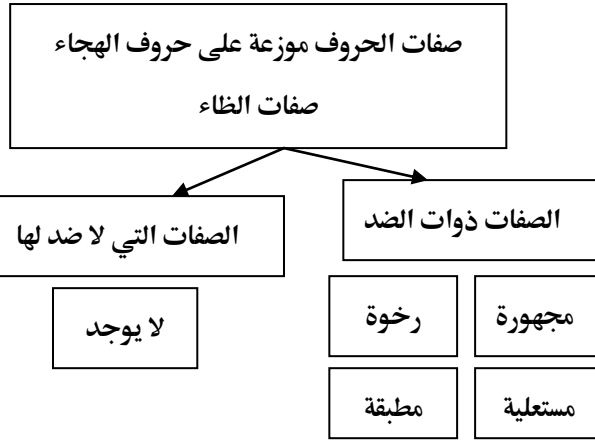 صفات الحروف موزعة على حروف الهجاء
صفات الظاء
الصفات ذوات الضد
الصفات التي لا ضد لها
مجهورة
رخوة
لا يوجد
مستعلية
مطبقة